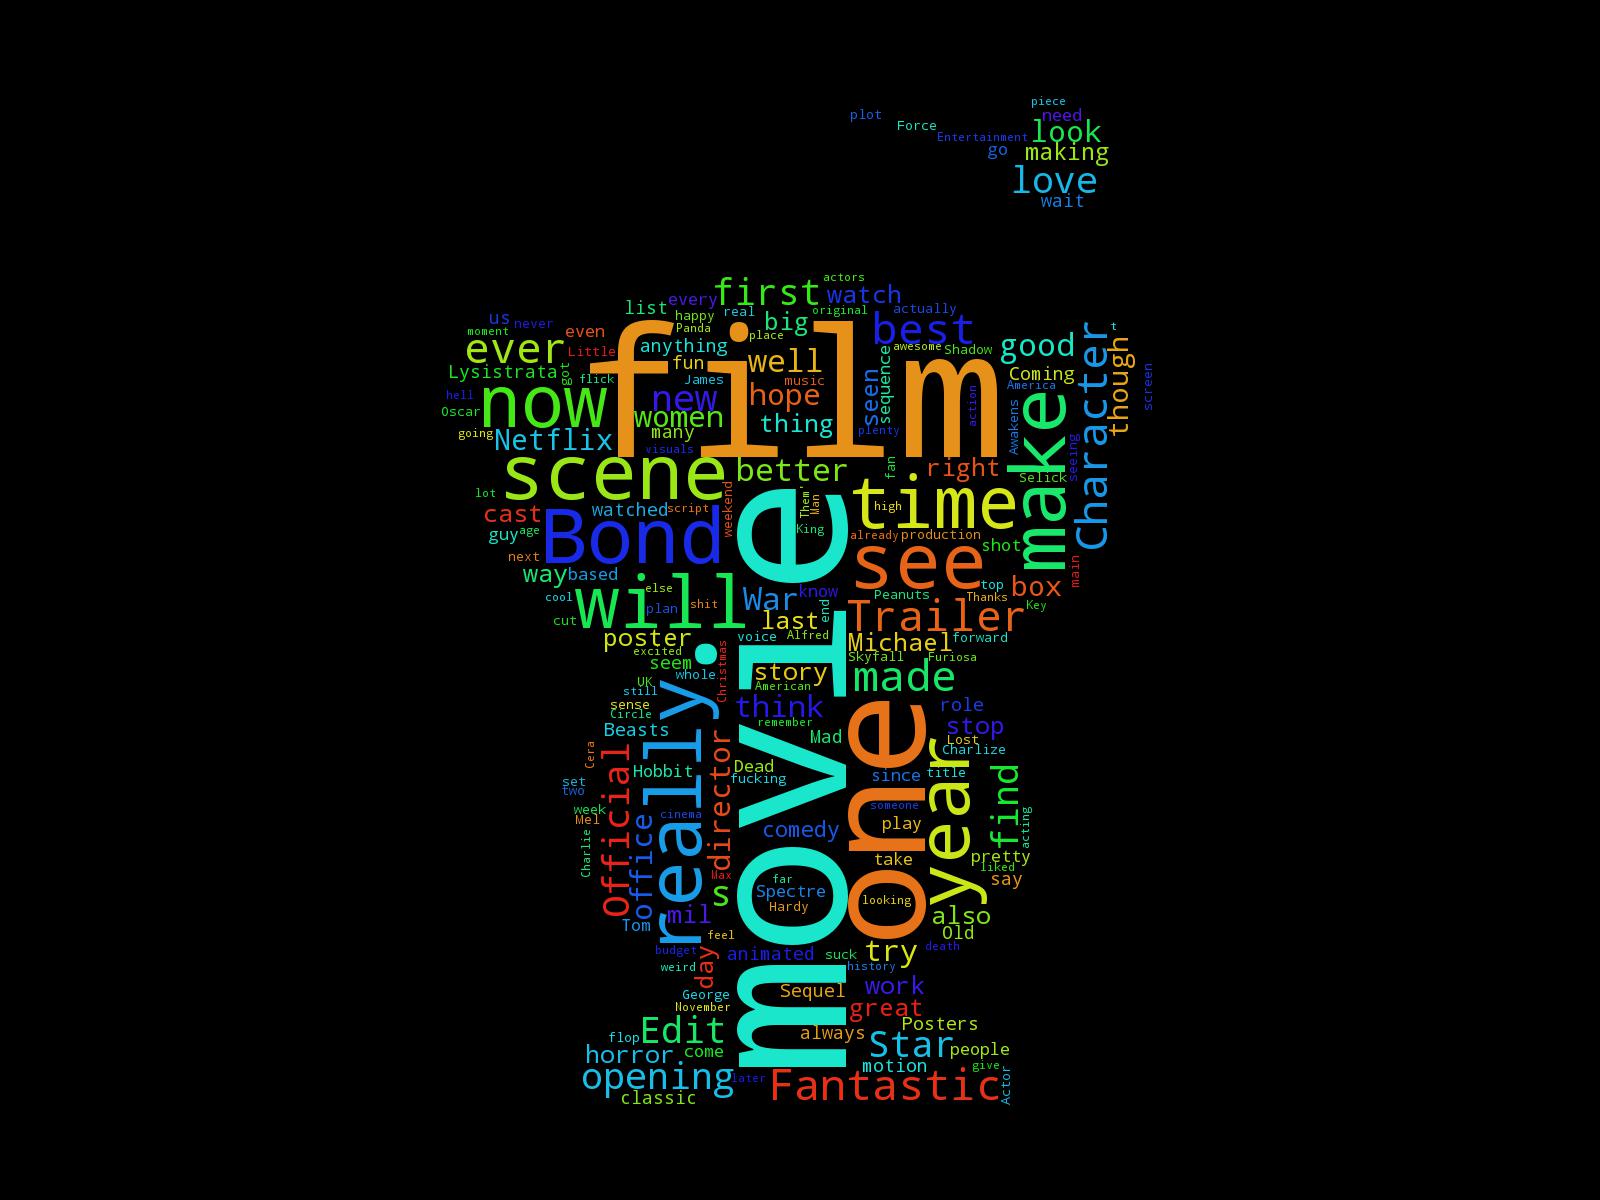 piece
plot
need
Force
look
Entertainment
go
making
love
wait
actors
first
watch
every
list
real
original
actually
us
never
happy
big
best
moment
even
Panda
place
film
ever
Little
anything
fun
well
awesome
Shadow
good
Character
t
though
Lysistrata
got
flick
James
music
seen
sequence
Coming
America
screen
hell
now
new
hope
action
make
Oscar
women
thing
plenty
Awakens
going
Netflix
many
visuals
seeing
scene
better
fan
right
Selick
lot
weekend
Them
Man
time
high
cast
watched
script
guy
age
Bond
King
already
production
shot
next
see
main
way
based
top
box
cool
will
else
plan
shit
War
know
end
Peanuts
Thanks
Key
cut
last
Trailer
poster
voice
Alfred
Michael
forward
excited
seem
Christmas
Skyfall
Furiosa
whole
story
made
UK
still
American
sense
Circle
think
role
remember
stop
Beasts
really
Mad
Lost
Charlize
Cera
Official
director
Hobbit
Dead
fucking
movie
one
since
title
year
find
set
two
week
Mel
cinema
someone
acting
Charlie
office
comedy
play
take
pretty
liked
say
Max
s
far
Spectre
Hardy
looking
mil
also
Tom
feel
Old
budget
day
animated
suck
try
death
weird
history
George
Sequel
work
November
great
flop
Edit
always
Posters
horror
come
Star
people
opening
later
motion
give
Actor
classic
Fantastic